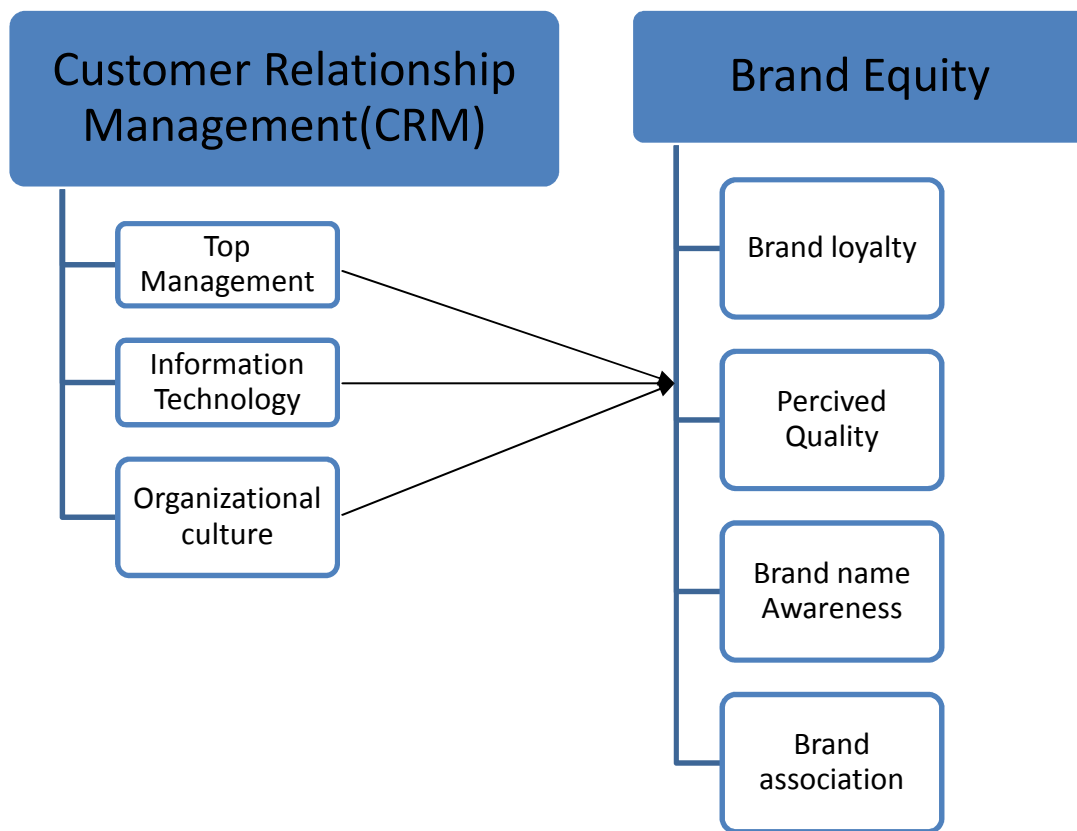 Customer Relationship
Management(CRM)
Top
Management
Information
Technology
Organizational
culture
Brand Equity
Brand loyalty
Percived
Quality
Brand name
Awareness
Brand
association